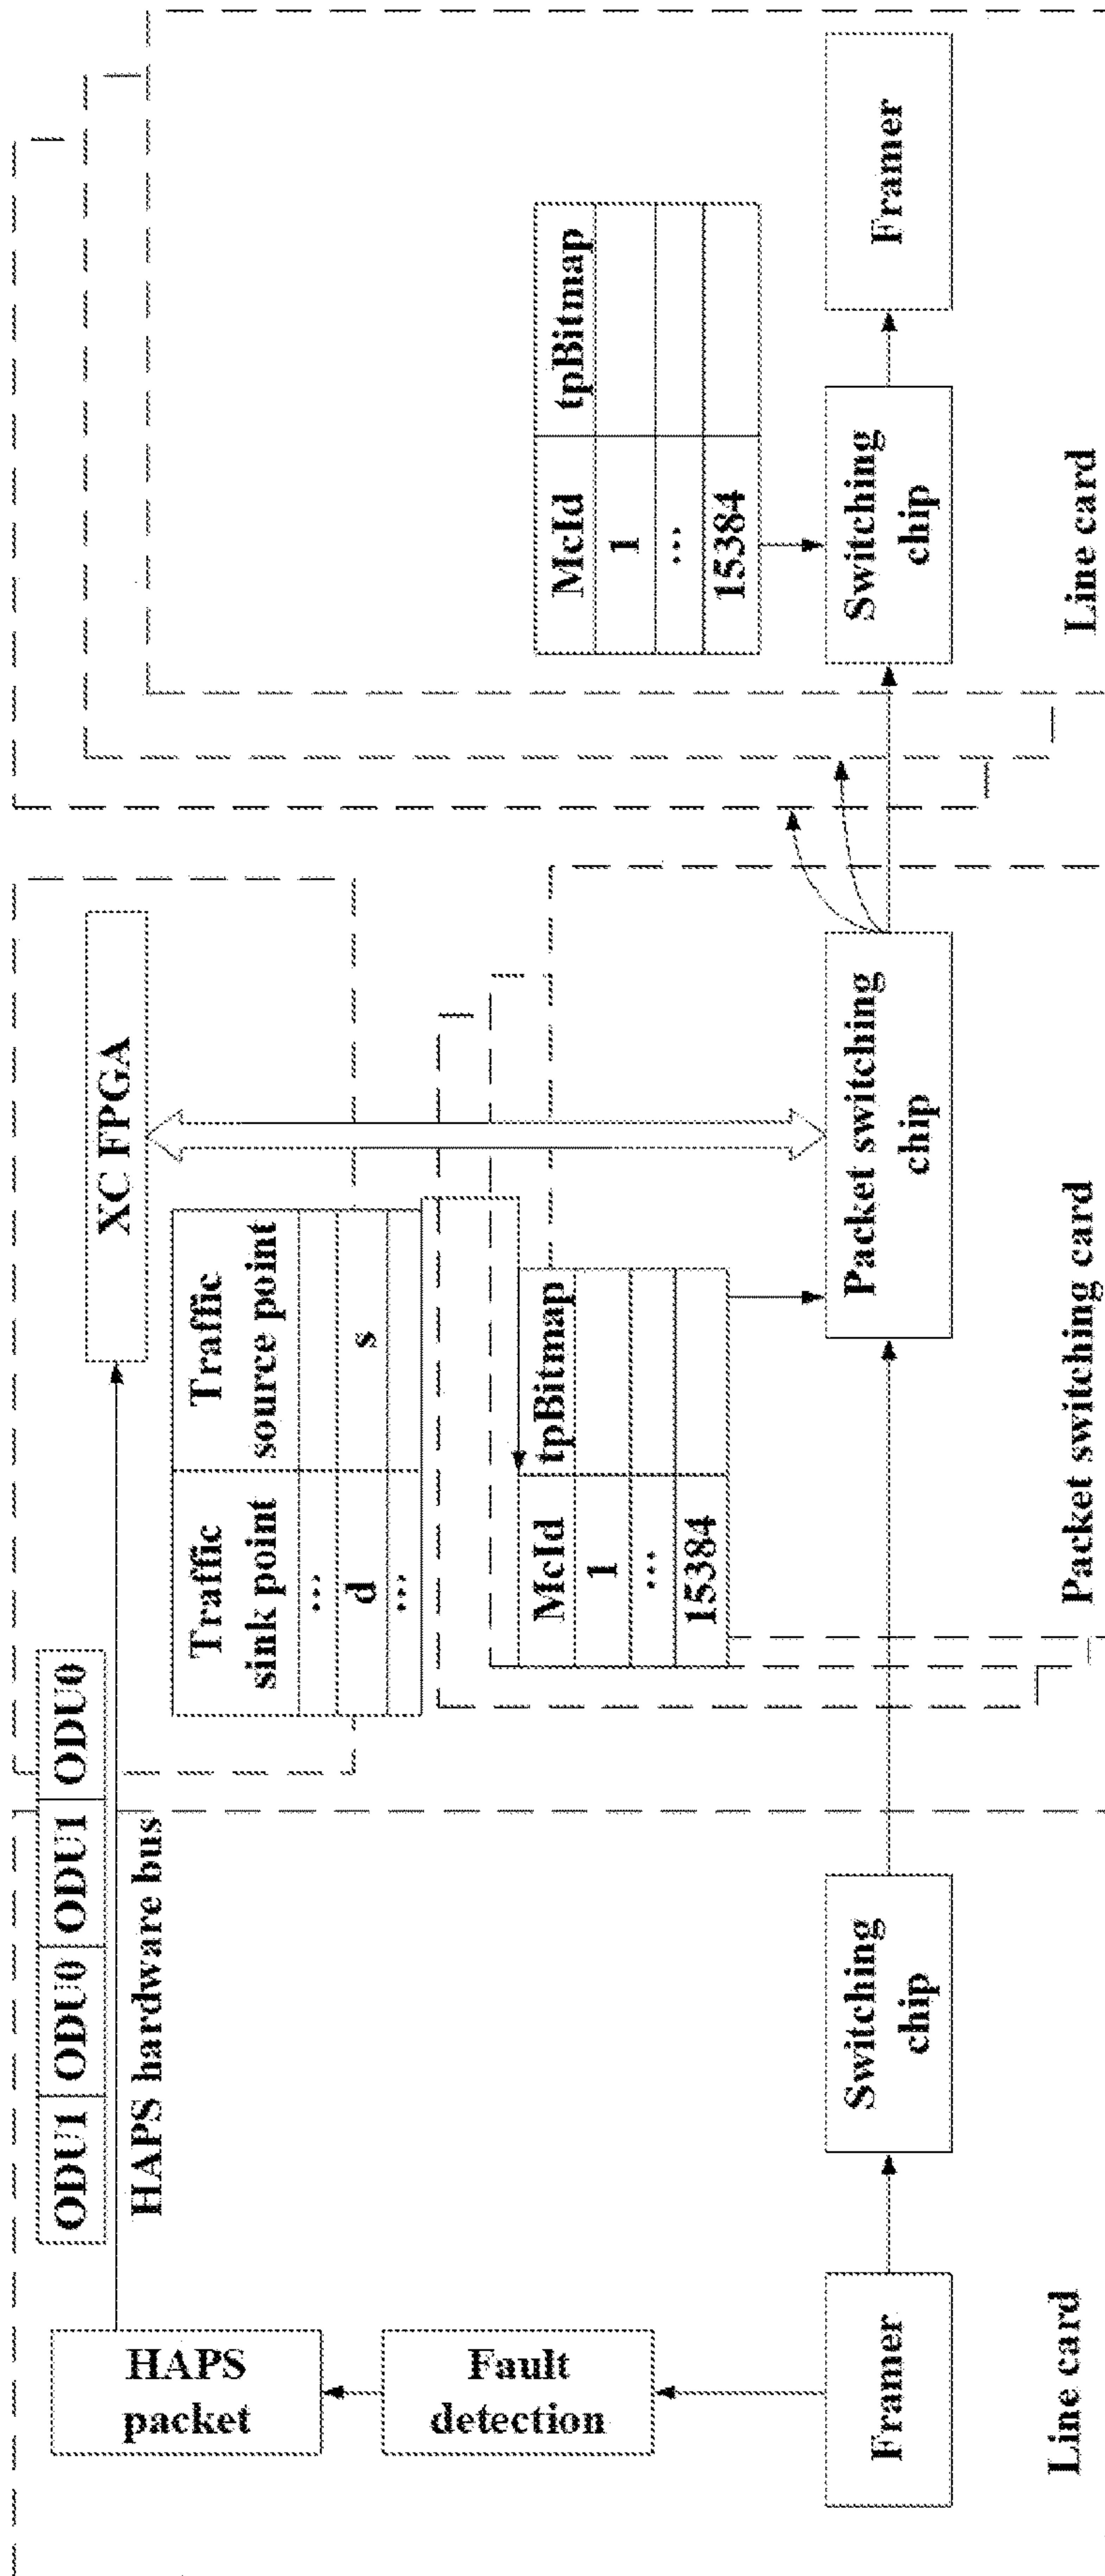 HAPS
packet
Fault
detection
Framer
Line card
ODU1 ODU0 ODU1 ODU0
HAPS hardware bus
Switching
chip
XC FPGA
Traffic
sink point
Traffic
source point
...
d s
...
McId tpBitmap
1
...
15384
Packet switching
chip
Packet switching card
McId tpBitmap
1
...
15384
Switching
chip
Framer
Line card